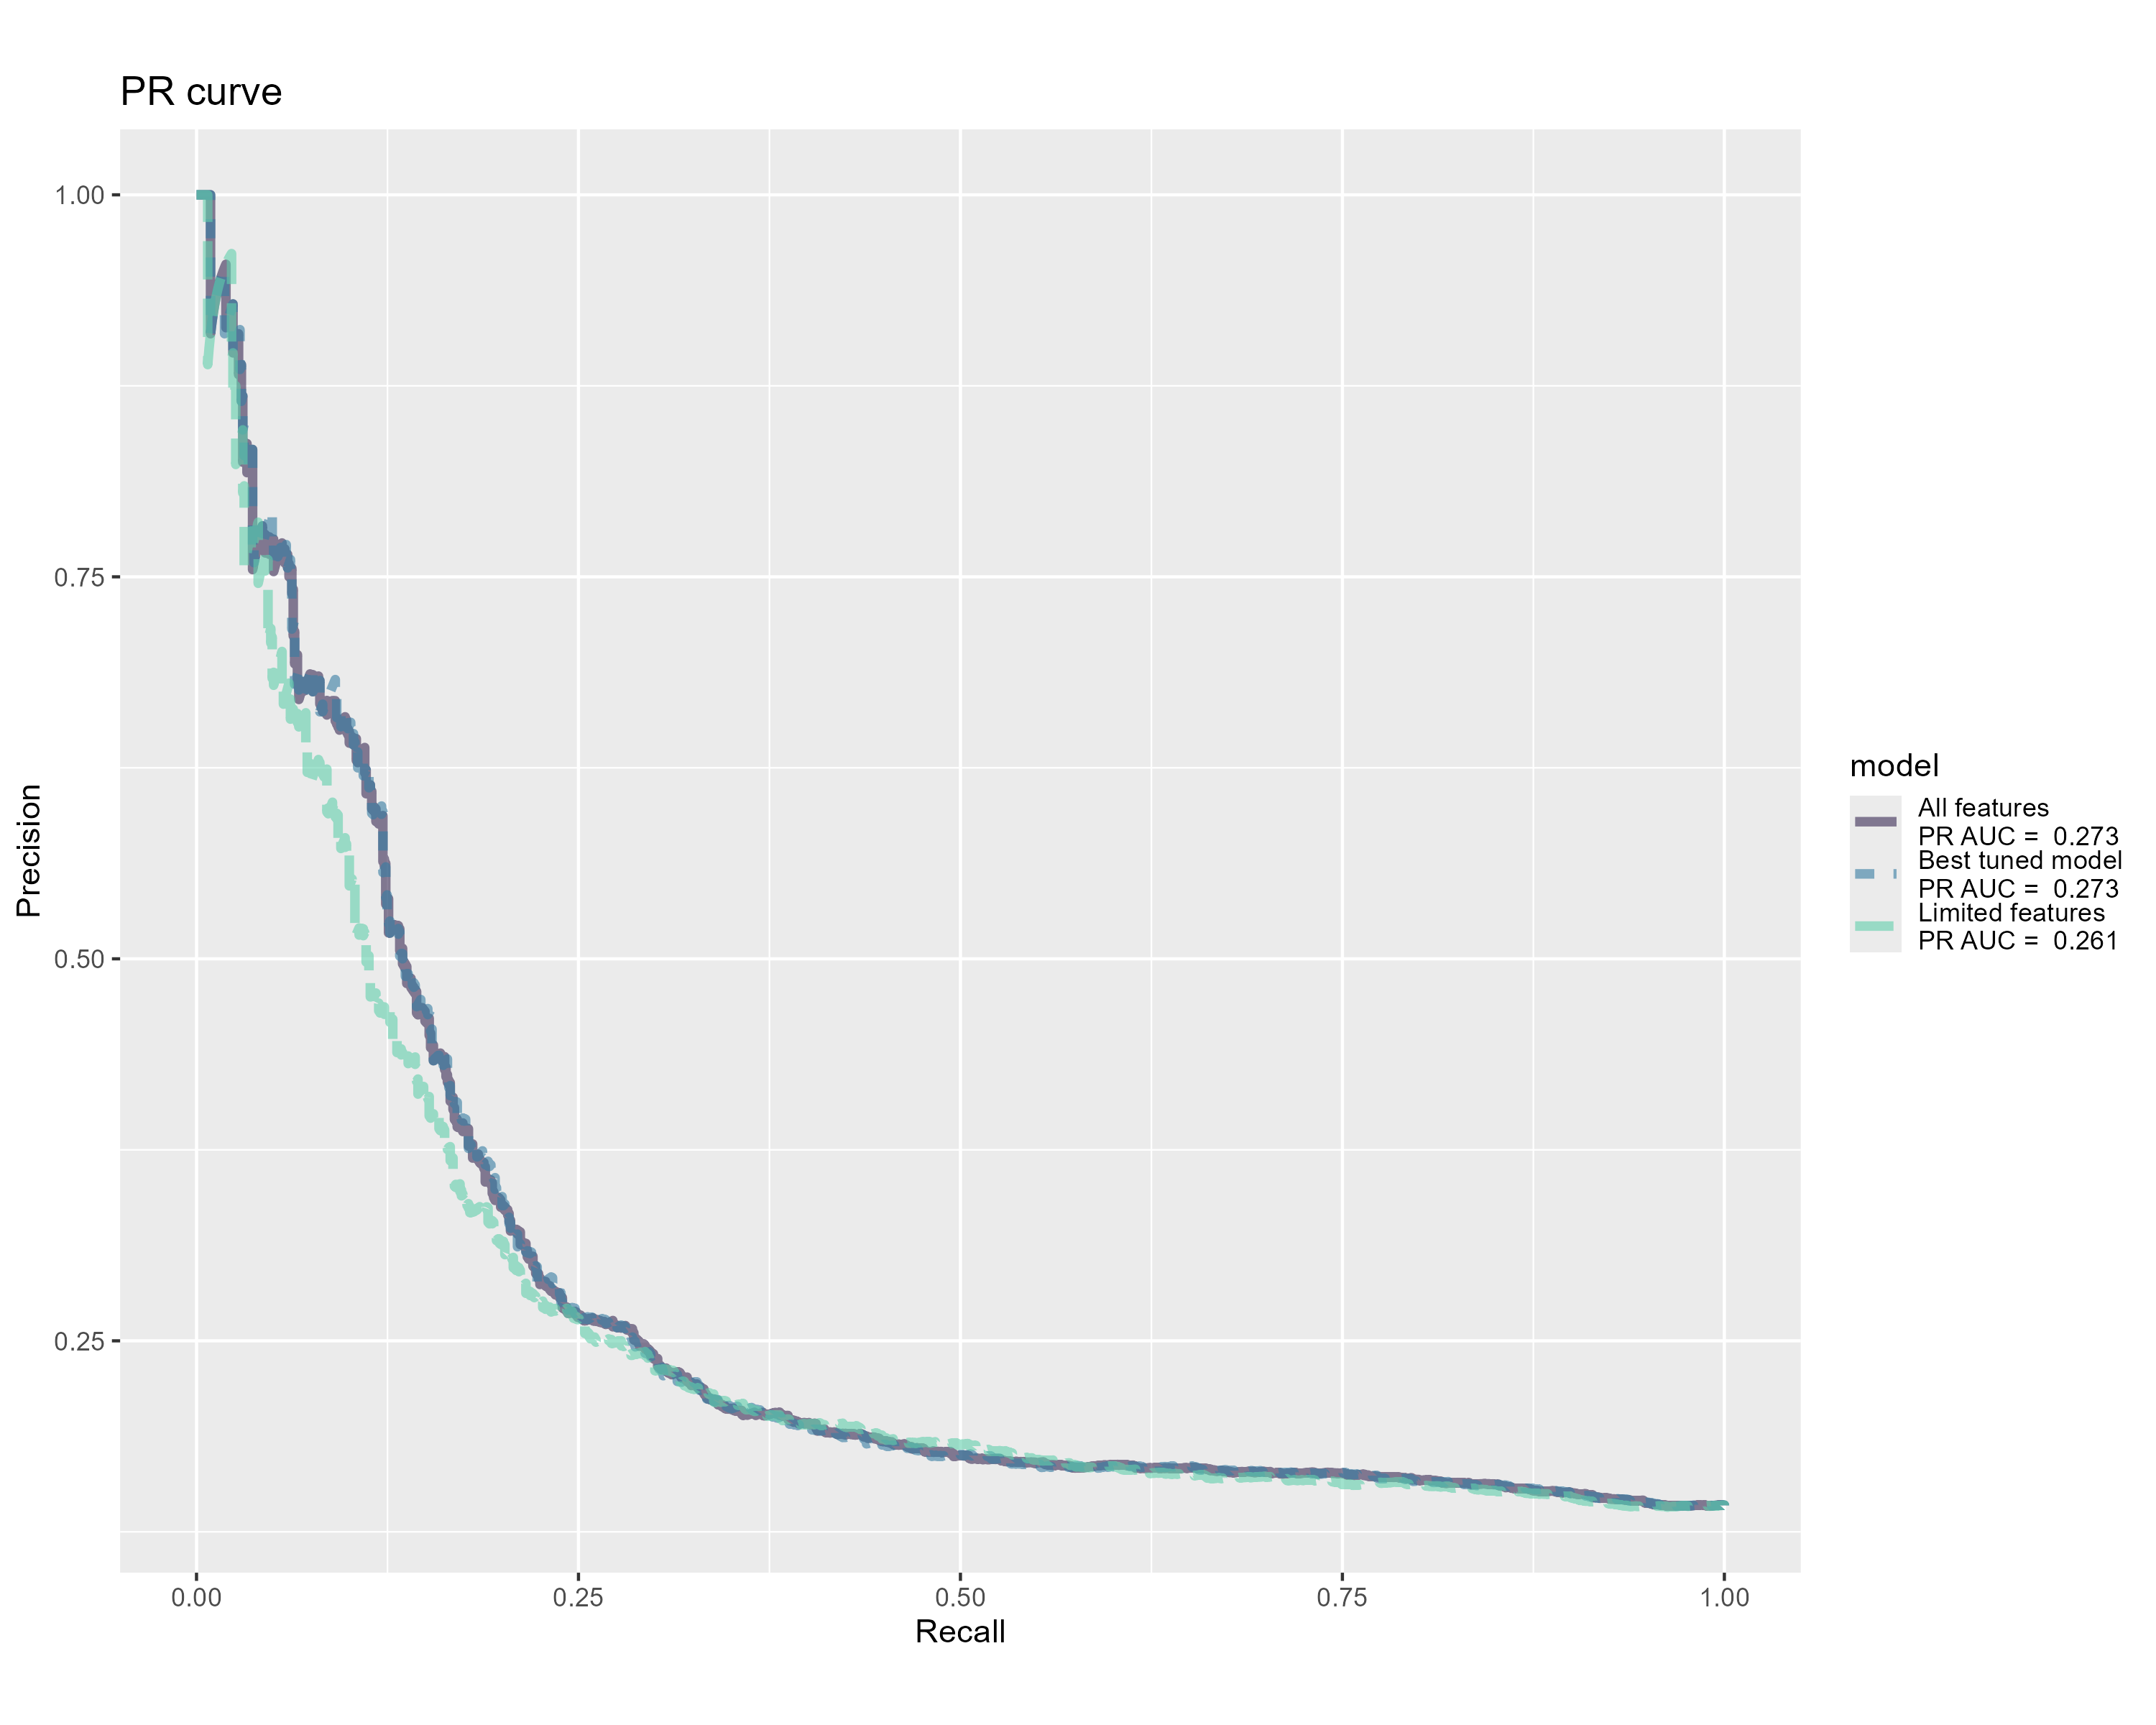 PR curve
1.00
0.75
0.50
0.25
Precision
0.00
0.25
0.50
0.75
1.00
Recall
model
All features
PR AUC =  0.273
Best tuned model
PR AUC =  0.273
Limited features
PR AUC =  0.261